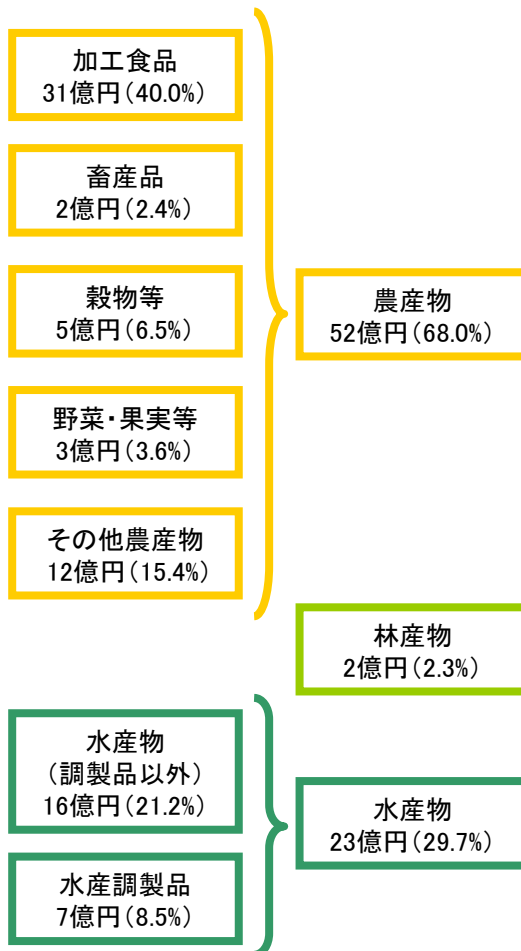 加工食品
31億円(40.0%)
畜産品
2億円(2.4%)
穀物等
5億円(6.5%)
野菜・果実等
3億円(3.6%)
その他農産物
12億円(15.4%)
農産物
52億円(68.0%)
林産物
2億円(2.3%)
水産物
(調製品以外)
16億円(21.2%)
水産調製品
7億円(8.5%)
水産物
23億円(29.7%)